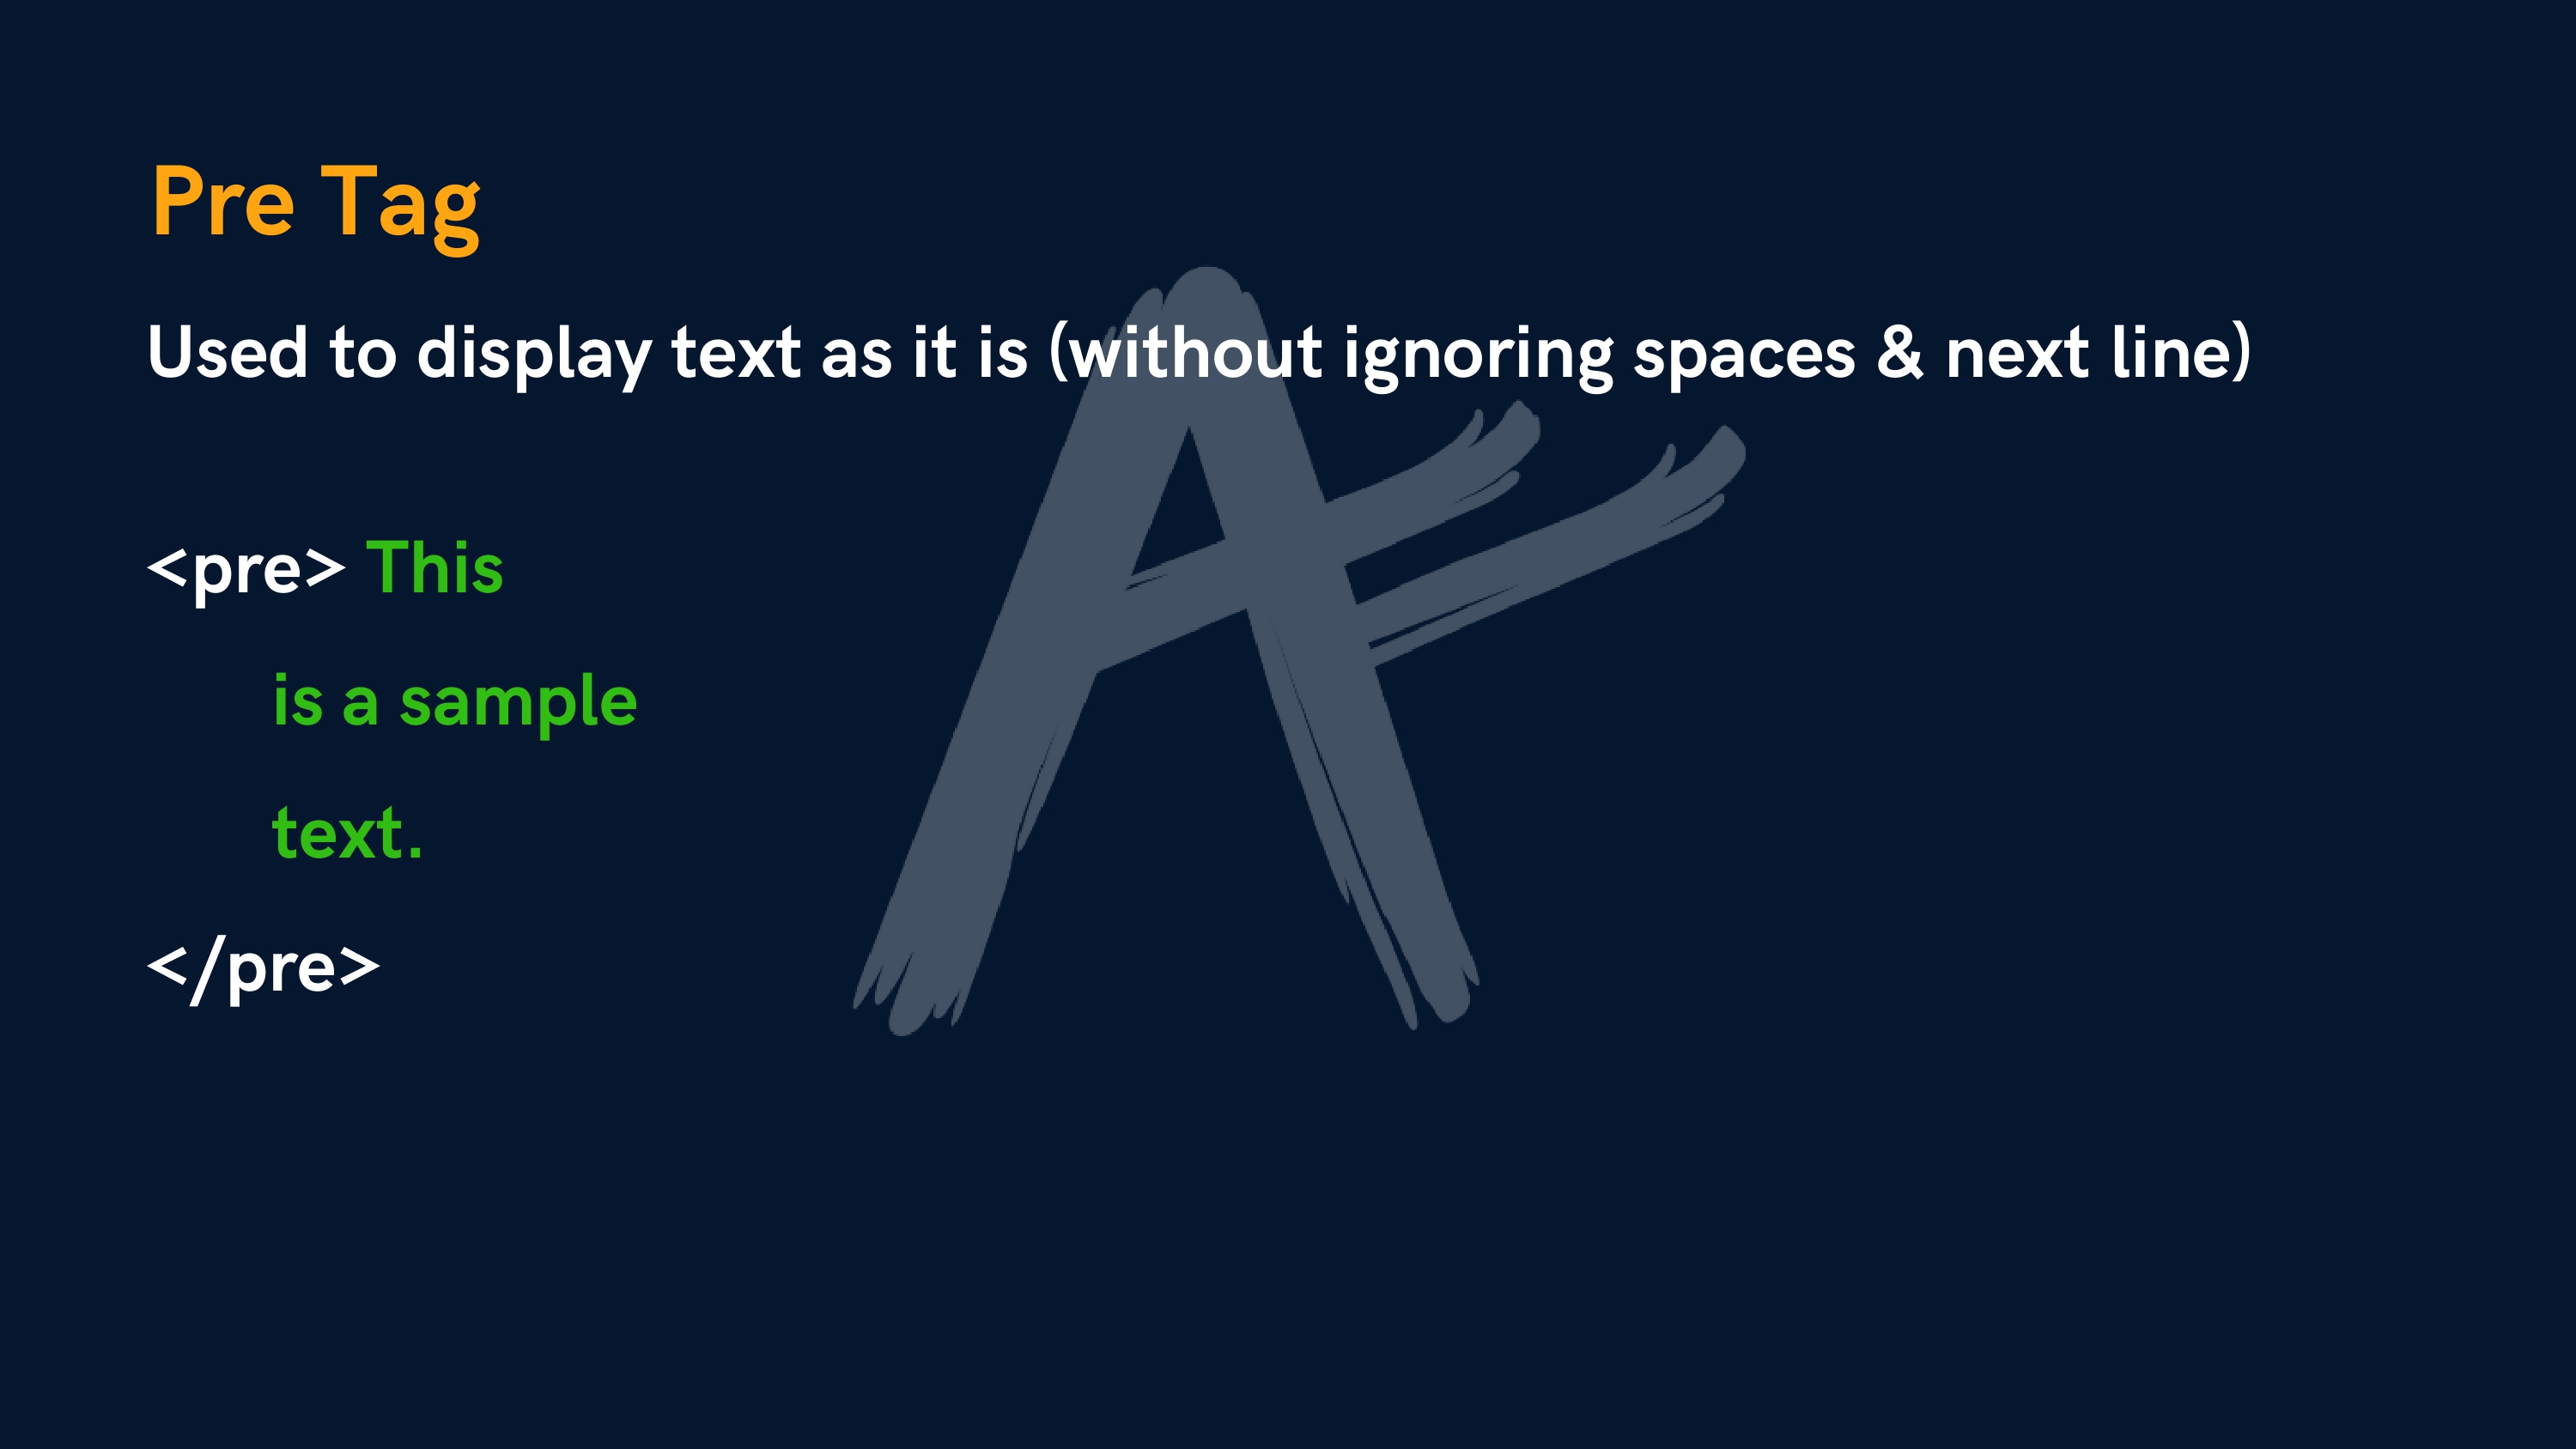 Pre Tag
Used to display text as it is (without ignoring spaces & next line)
<pre> This
is a sample
text.
</pre>